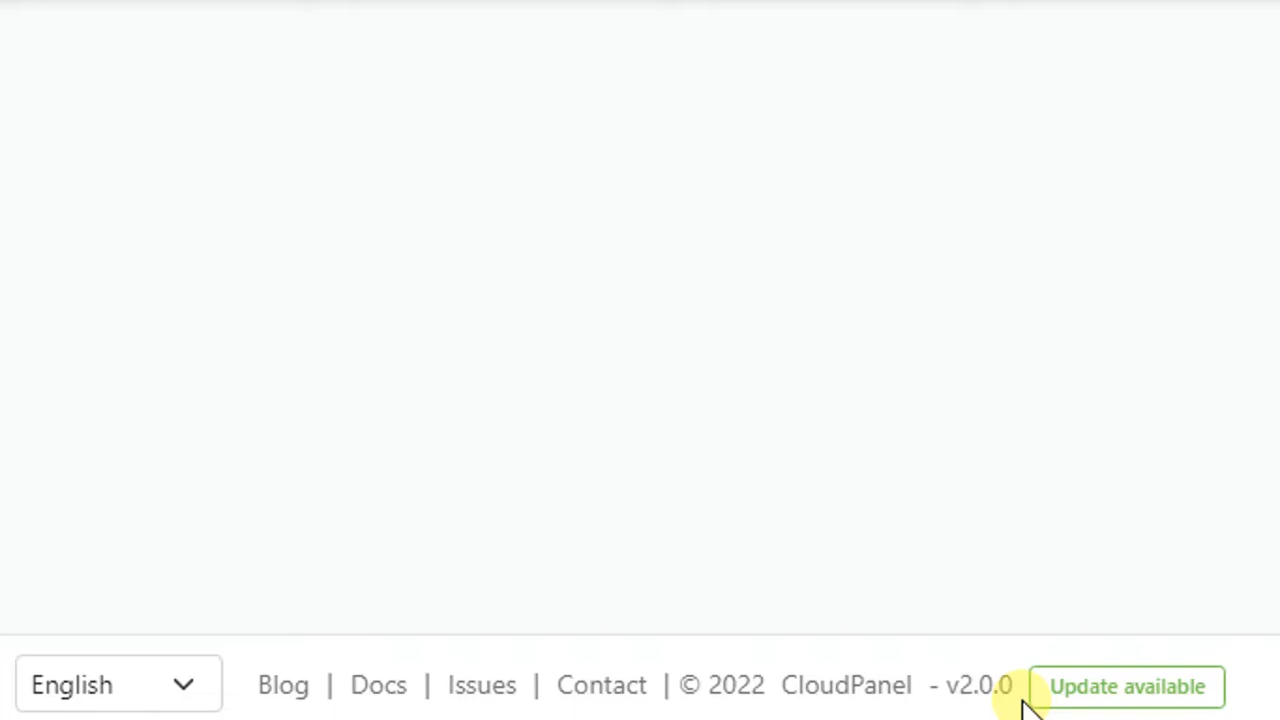 English Blog | Docs | Issues | Contact | © 2022 CloudPanel - v2.0.0 Update available